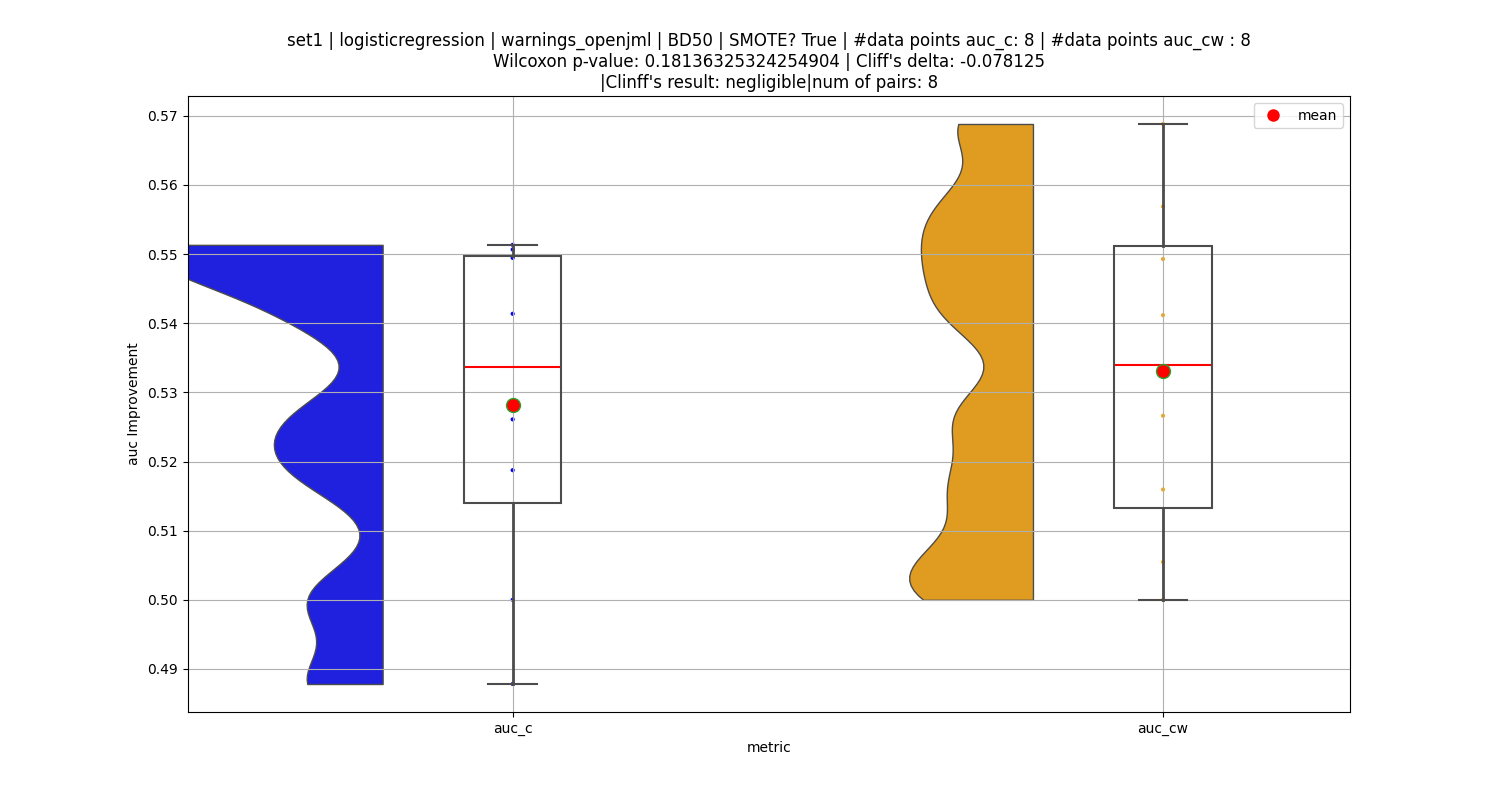 set1 | logisticregression | warnings_openjml | BD50 | SMOTE? True | #data points auc_c: 8 | #data points auc_cw : 8
Wilcoxon p-value: 0.18136325324254904 | Cliff's delta: -0.078125
|Clinff's result: negligible|num of pairs: 8
mean
0.57
0.56
0.55
0.54
0.53
0.52
0.51
0.50
0.49
auc Improvement
auc_c
auc_cw
metric